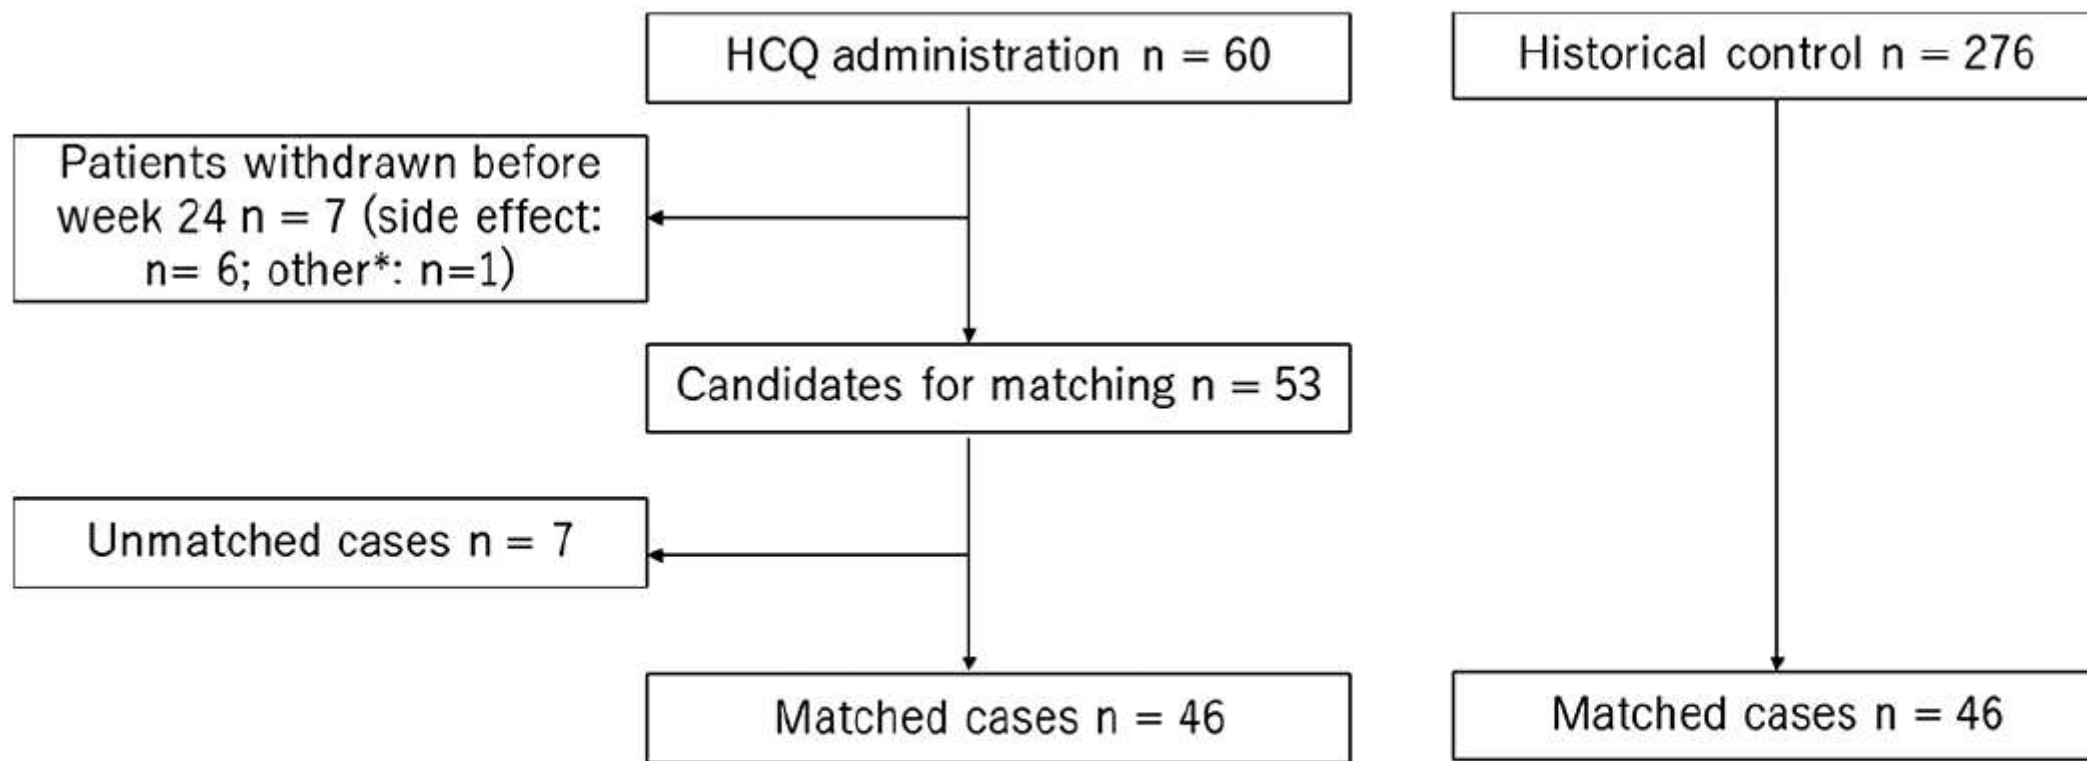 HCQ administration n = 60
Historical control n = 276
Patients withdrawn before
week 24 n = 7 (side effect:
n= 6; other*: n=1)
Candidates for matching n = 53
Unmatched cases n = 7
Matched cases n = 46
Matched cases n = 46